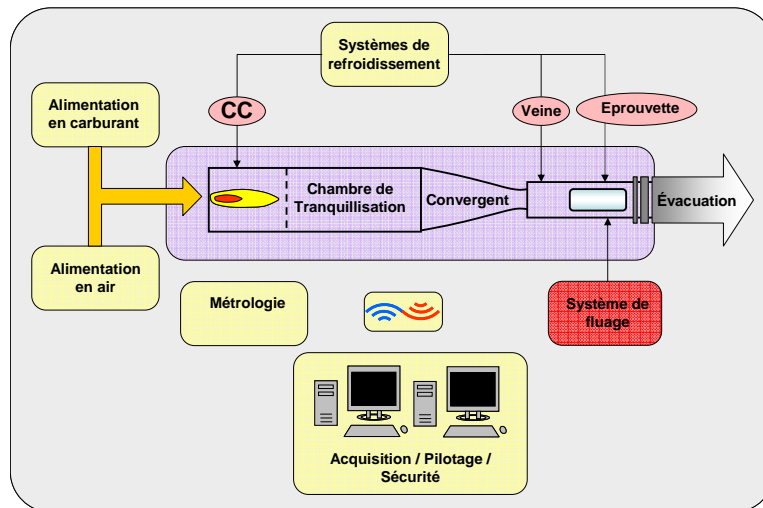 Systèmes de
refroidissement
Alimentation
en carburant
CC
Veine
Eprouvette
Chambre de
Tranquillisation
Convergent
Évacuation
Alimentation
en air
Métrologie
Système de
fluage
Acquisition / Pilotage /
Sécurité